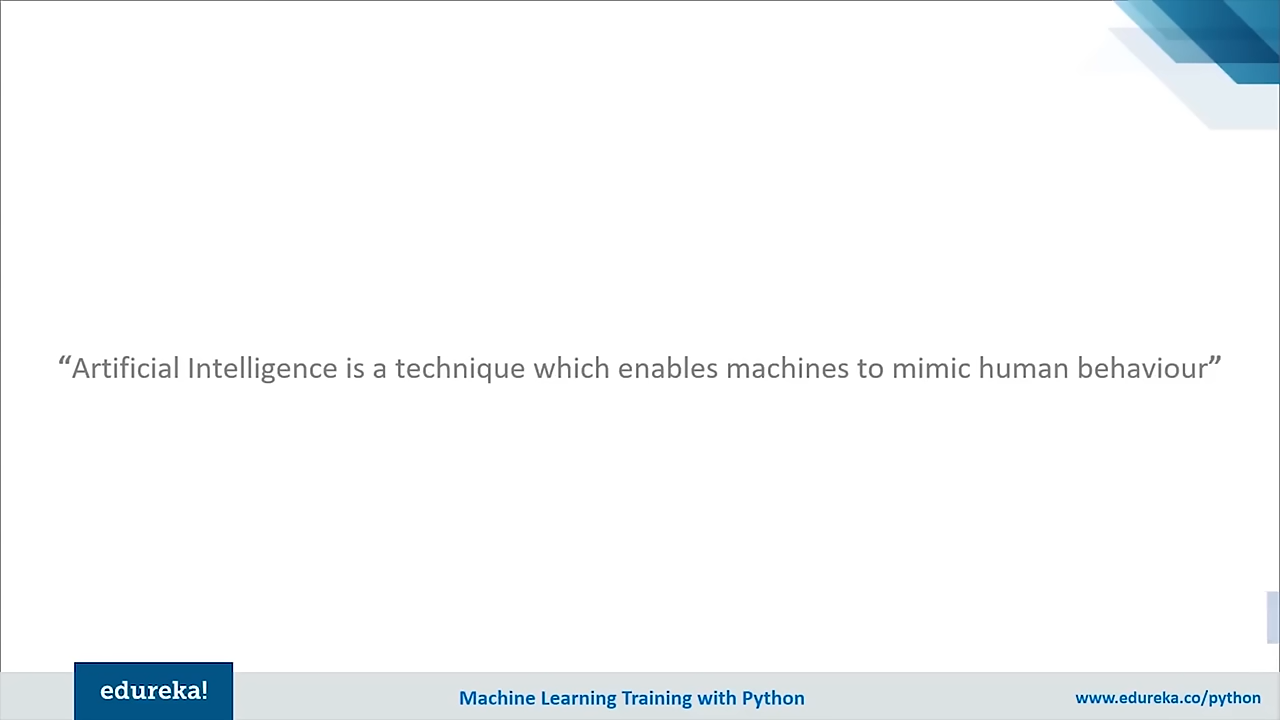 “Artificial Intelligence is a technique which enables machines to mimic human behaviour”
edureka!
Machine Learning Training with Python
www.edureka.co/python